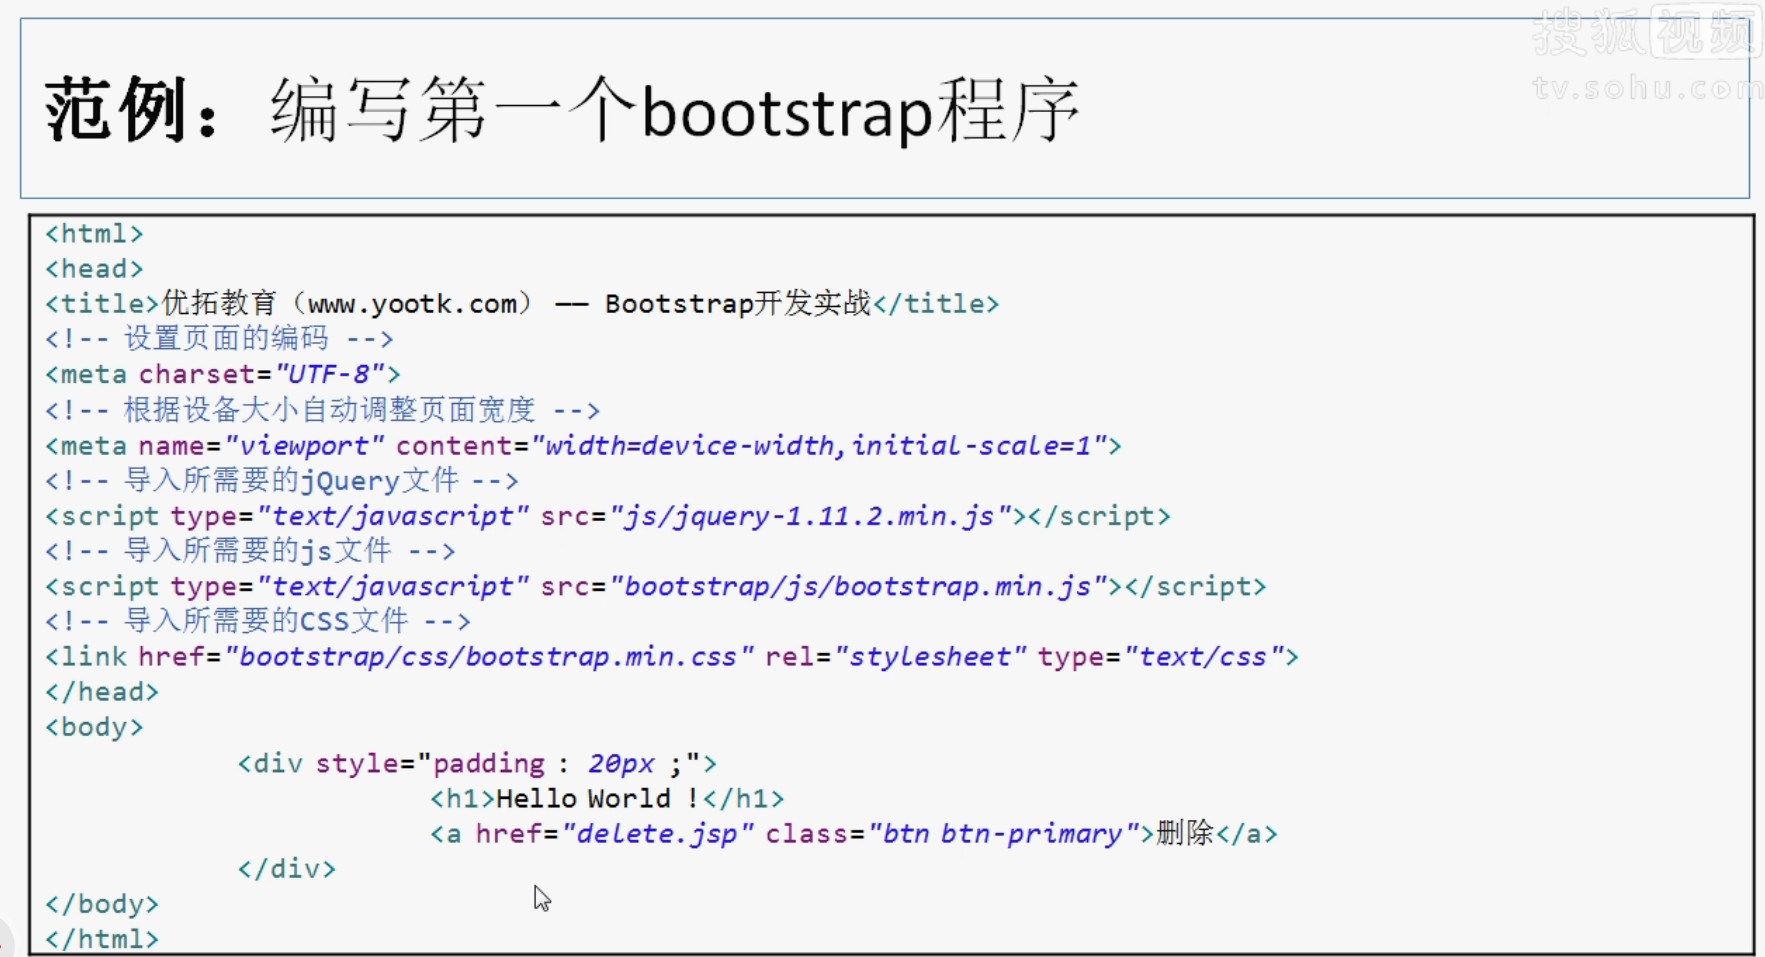 搜狐视频
tv.sohu.com
范例：编写第一个bootstrap程序
<html>
<head>
<title>优拓教育（www.yootk.com） —— Bootstrap开发实战</title>
<!-- 设置页面的编码 -->
<meta charset="UTF-8">
<!-- 根据设备大小自动调整页面宽度 -->
<meta name="viewport" content="width=device-width,initial-scale=1">
<!-- 导入所需要的jQuery文件 -->
<script type="text/javascript" src="js/jquery-1.11.2.min.js"></script>
<!-- 导入所需要的js文件 -->
<script type="text/javascript" src="bootstrap/js/bootstrap.min.js"></script>
<!-- 导入所需要的CSS文件 -->
<link href="bootstrap/css/bootstrap.min.css" rel="stylesheet" type="text/css">
</head>
<body>
<div style="padding : 20px ;">
<h1>Hello World !</h1>
<a href="delete.jsp" class="btn btn-primary">删除</a>
</div>
</body>
</html>